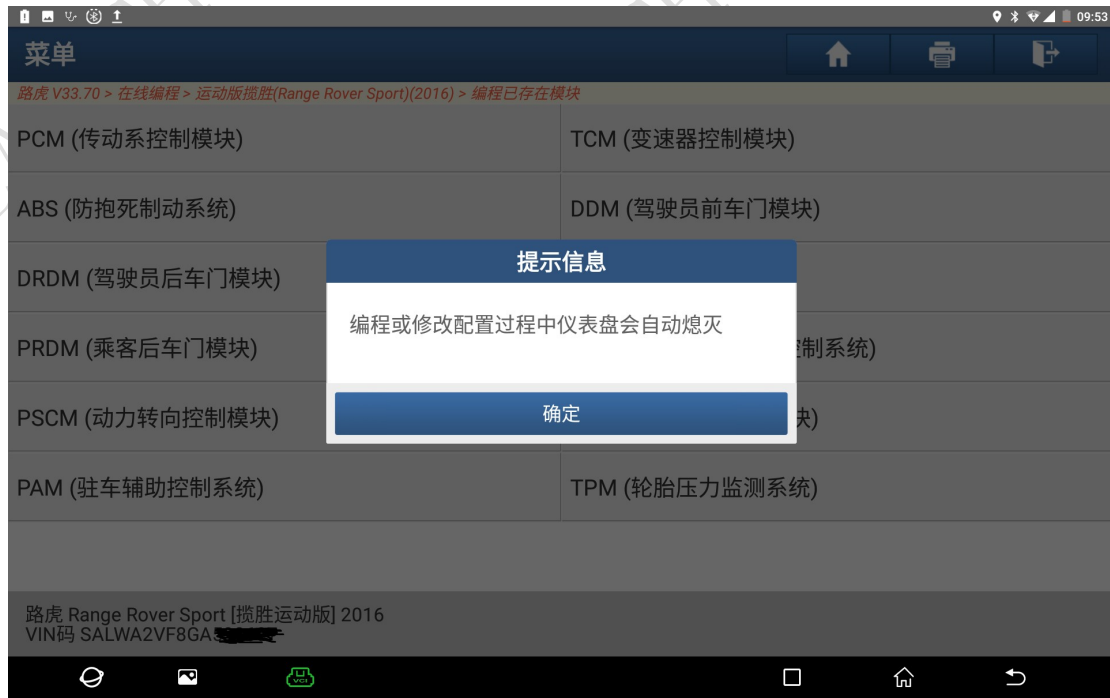 09:53
菜单
路虎 V33.70 > 在线编程 > 运动版揽胜(Range Rover Sport)(2016) > 编程已存在模块
PCM (传动系控制模块)
TCM (变速器控制模块)
ABS (防抱死制动系统)
DDM (驾驶员前车门模块)
DRDM (驾驶员后车门模块)
提示信息
编程或修改配置过程中仪表盘会自动熄灭
确定
PRDM (乘客后车门模块)
制系统)
PSCM (动力转向控制模块)
PAM (驻车辅助控制系统)
TPM (轮胎压力监测系统)
路虎 Range Rover Sport [揽胜运动版] 2016
VIN码 SALWA2VF8GA
VCI